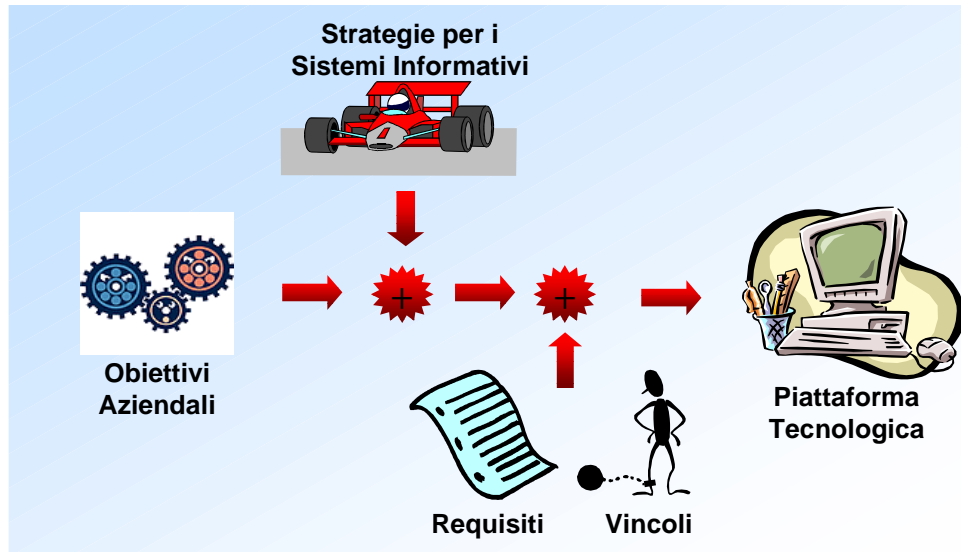 Strategie per i
Sistemi Informativi
+
+
Obiettivi
Aziendali
Piattaforma
Tecnologica
Requisiti
Vincoli